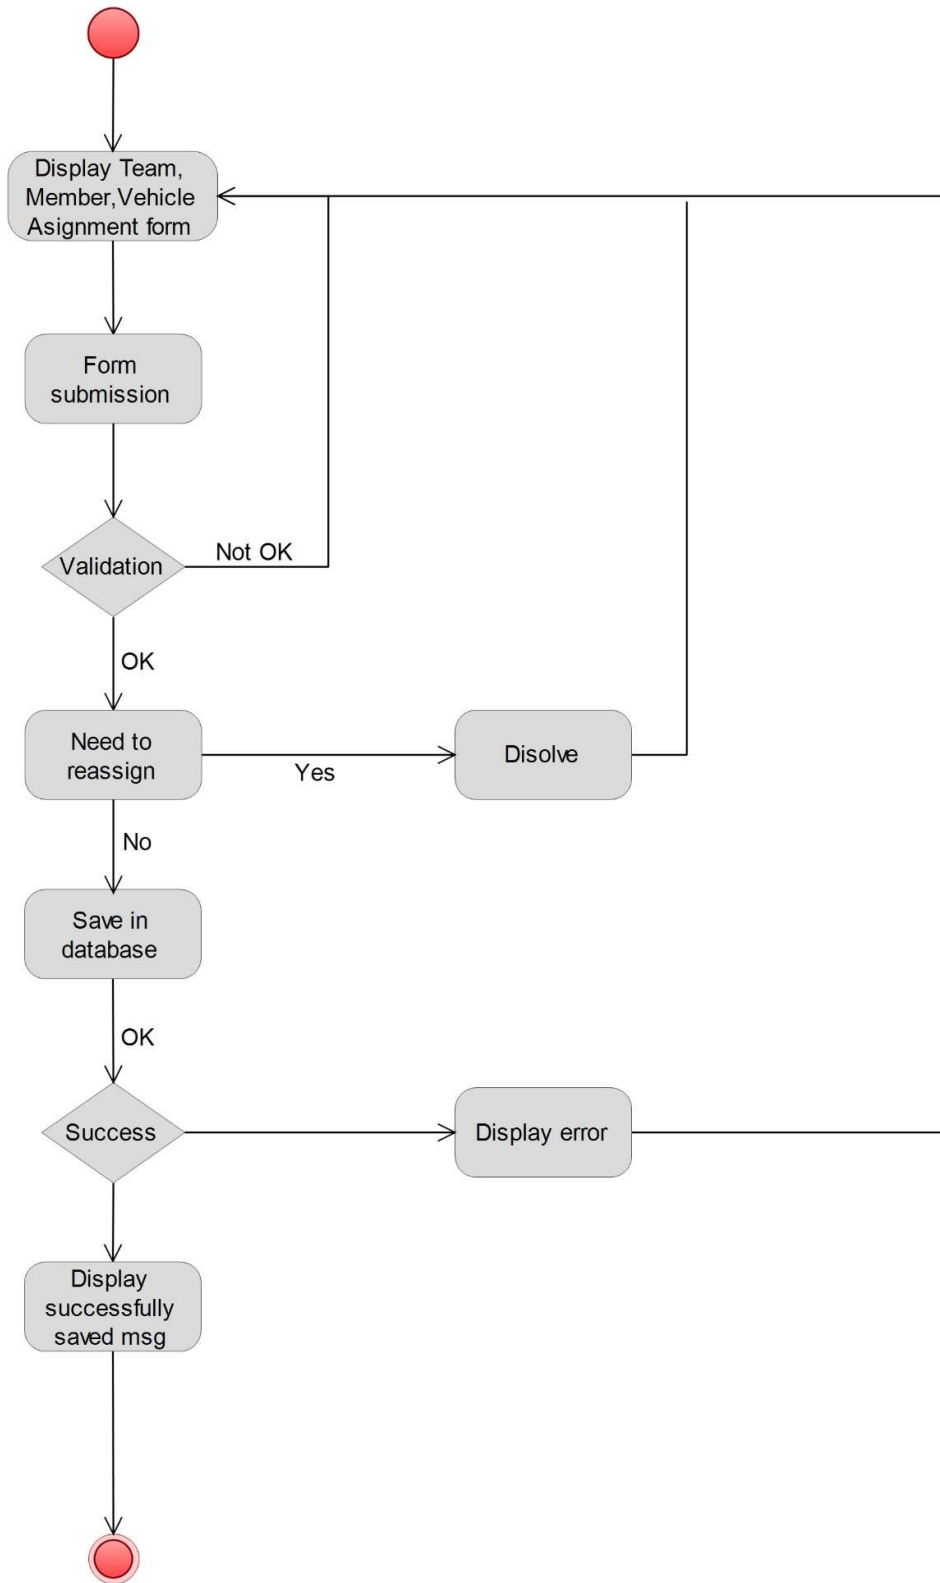 Display Team,
Member,Vehicle
Asignment form
Form
submission
Validation
Not OK
OK
Need to
reassign
Yes
Disolve
No
Save in
database
OK
Success
Display error
Display
successfully
saved msg